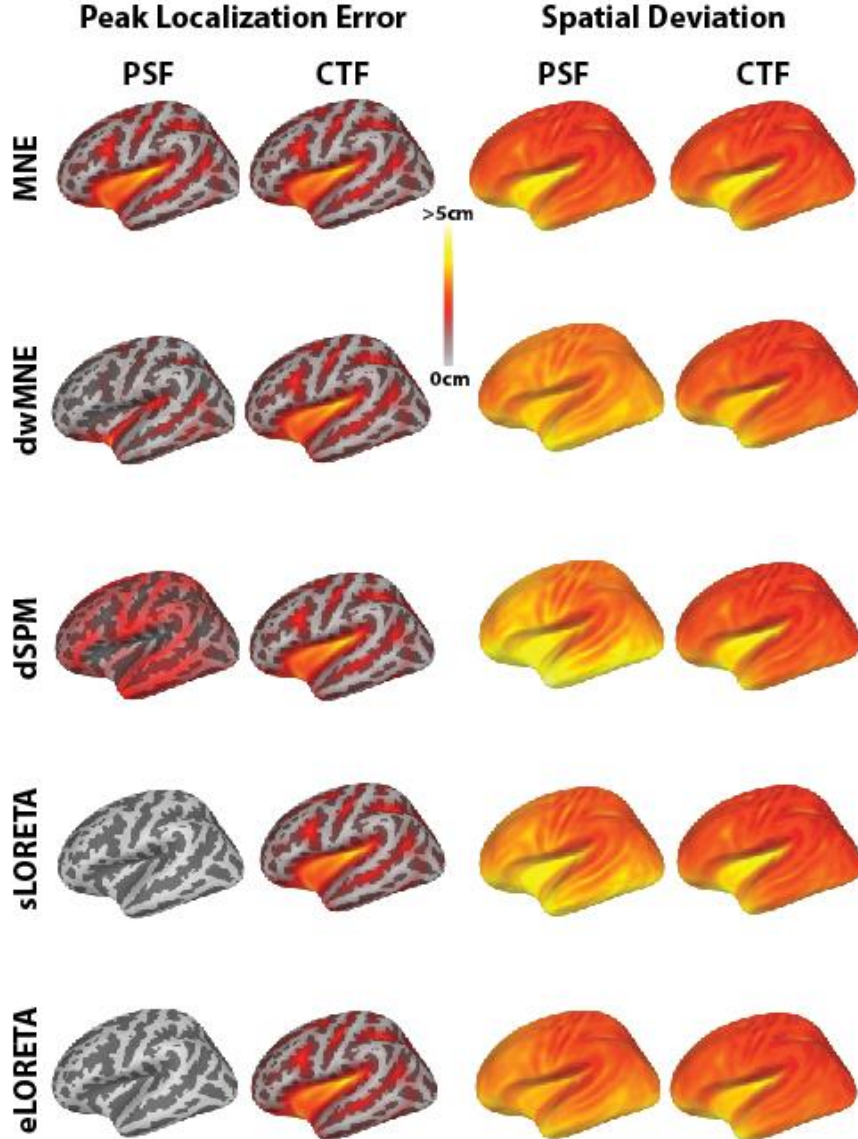 Peak Localization Error Spatial Deviation
PSF CTF PSF CTF
MNE
>5cm
0cm
dwMNE
dSPM
sLORETA
eLORETA